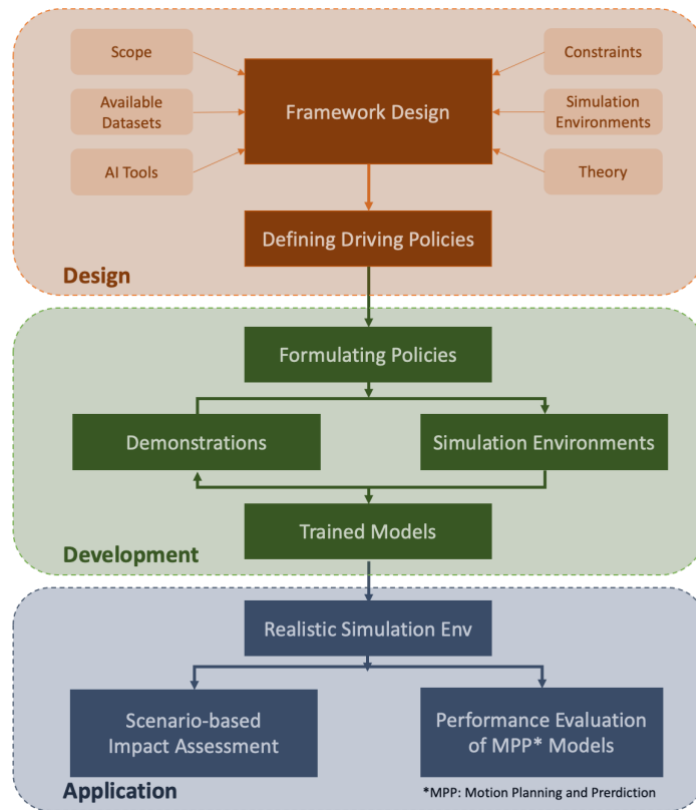 Scope
Constraints
Framework Design
Available
Datasets
Simulation
Environments
AI Tools
Theory
Defining Driving Policies
Design
Formulating Policies
Demonstrations
Simulation Environments
Trained Models
Development
Realistic Simulation Env
Scenario-based
Impact Assessment
Performance Evaluation
of MPP* Models
Application
*MPP: Motion Planning and Prerdiction